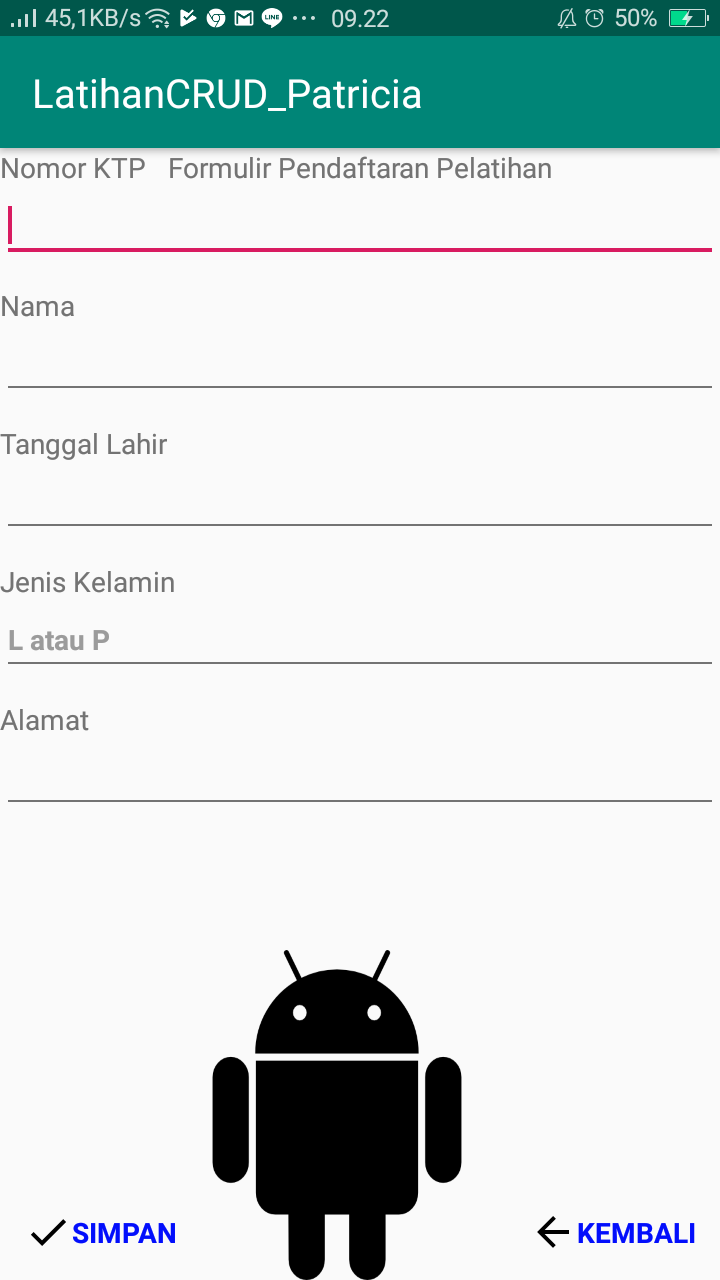 45,1KB/s LINE 09.22 50%
LatihanCRUD_Patricia
Nomor KTP Formulir Pendaftaran Pelatihan
Nama
Tanggal Lahir
Jenis Kelamin
L atau P
Alamat
SIMPAN KEMBALI